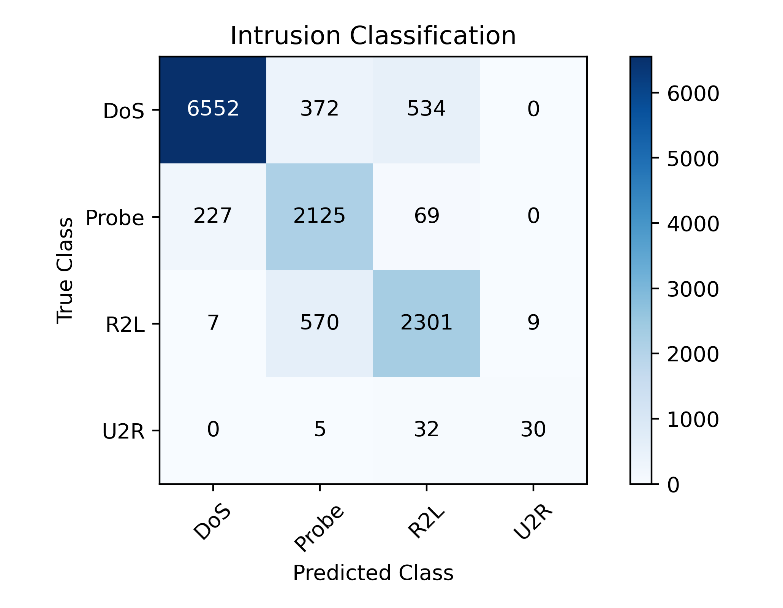 Intrusion Classification
DoS 6552 372 534 0
Probe 227 2125 69 0
R2L 7 570 2301 9
U2R 0 5 32 30
DoS Probe R2L U2R
Predicted Class
True Class
6000
5000
4000
3000
2000
1000
0